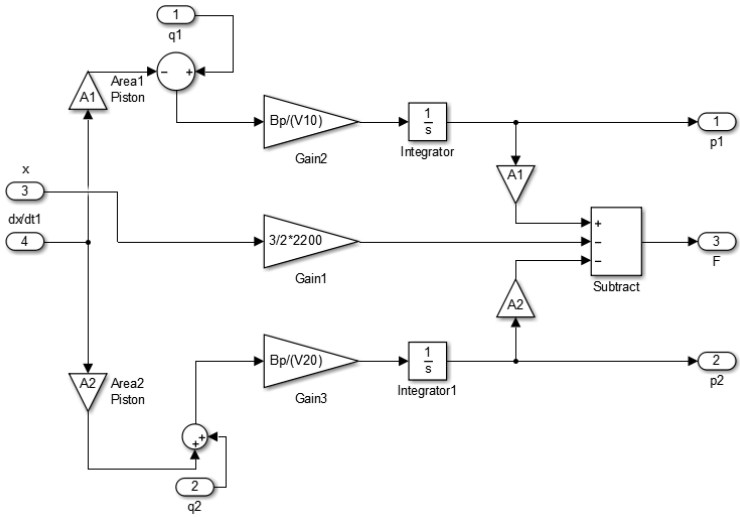 1
q1
− +
A1
Area1
Piston
Bp/(V10)
Gain2
1
s
Integrator
1
p1
A1
x
3
dx/dt1
4
3/2*2200
Gain1
+
−
−
Subtract
3
F
A2
Bp/(V20)
Gain3
1
s
Integrator1
2
p2
A2
Area2
Piston
+
+
2
q2